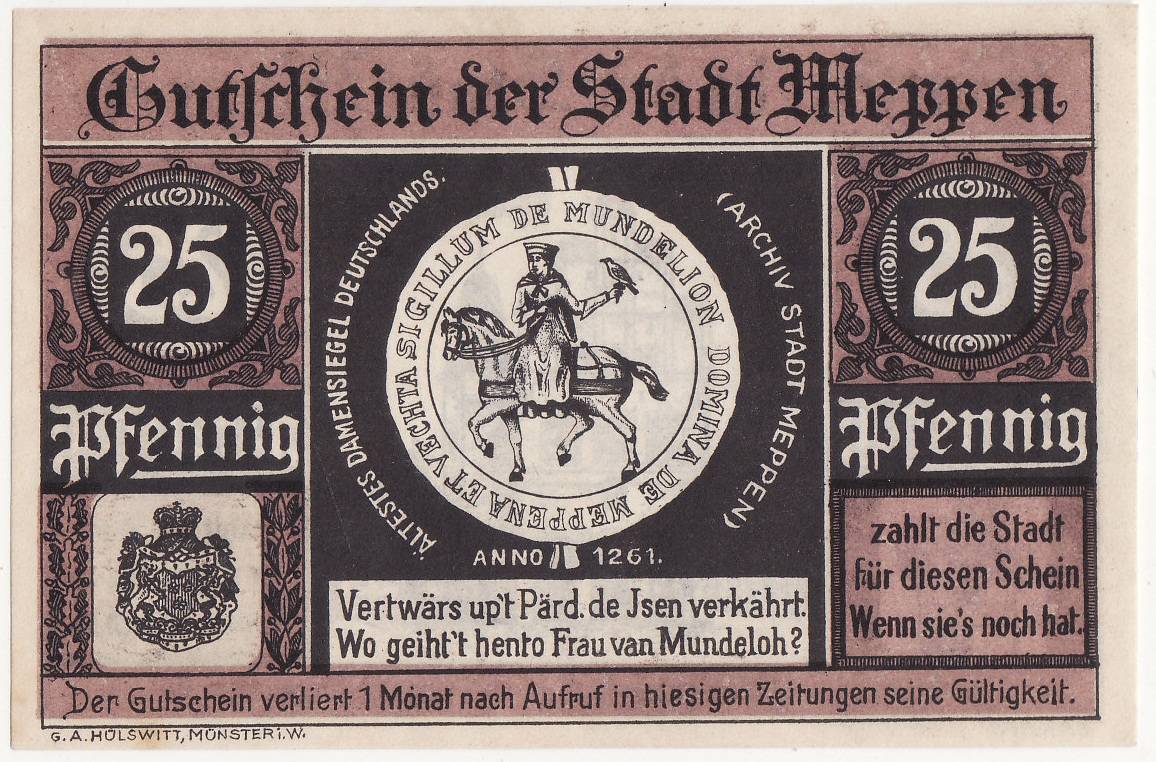 Gutschein der Stadt Meppen
25
Pfennig
ÄLTESTES DAMENSIEGEL DEUTSCHLANDS.
SIGILLUM DE MUNDELION DOMINA DE MEPPENA ET VECHTA
(ARCHIV STADT MEPPEN)
ANNO 1261.
25
Pfennig
Vertwärs up't Pärd. de Jsen verkährt.
Wo geiht't hento Frau van Mundeloh?
zahlt die Stadt
für diesen Schein
Wenn sie's noch hat.
Der Gutschein verliert 1 Monat nach Aufruf in hiesigen Zeitungen seine Gültigkeit.
G. A. HÜLSWITT, MÜNSTER i. W.